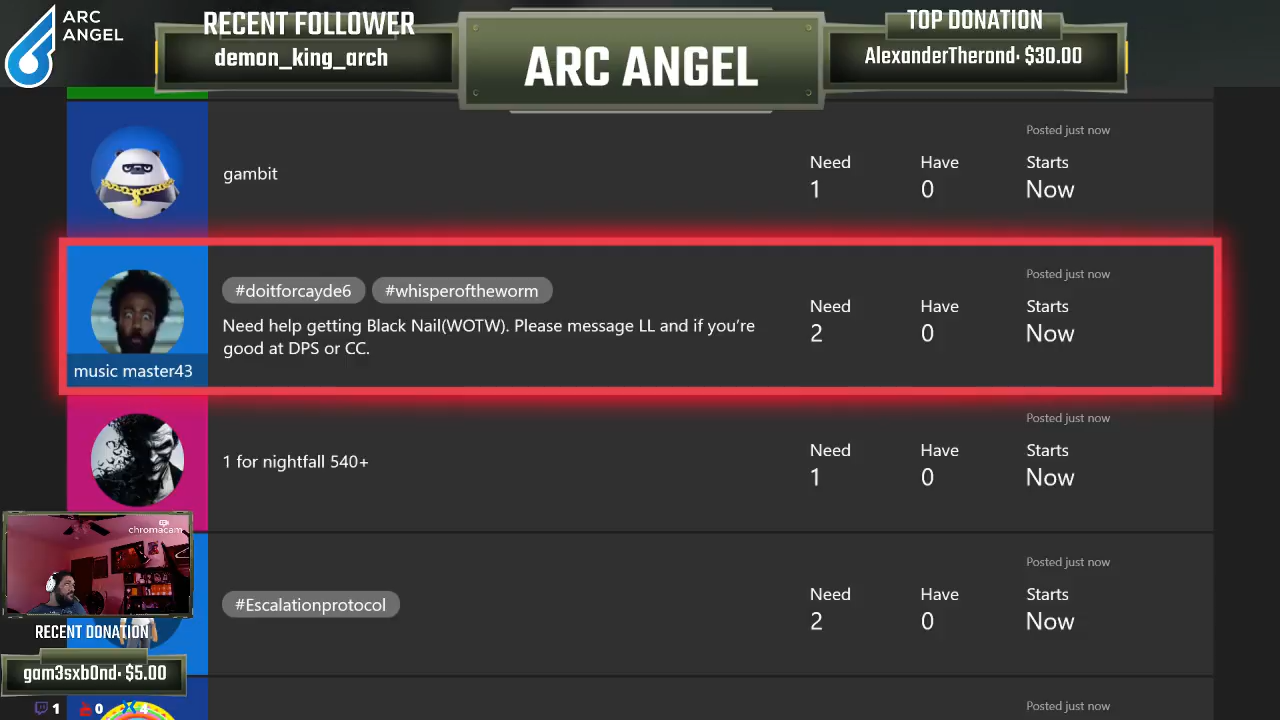 ARC
ANGEL
RECENT FOLLOWER
demon_king_arch
ARC ANGEL
TOP DONATION
AlexanderTherond: $30.00
Posted just now
gambit
Need Have Starts
1 0 Now
Posted just now
#doitforcayde6 #whisperoftheworm
Need help getting Black Nail(WOTW). Please message LL and if you're
good at DPS or CC.
music master43
Need Have Starts
2 0 Now
Posted just now
1 for nightfall 540+
Need Have Starts
1 0 Now
chromacam
Posted just now
#Escalationprotocol
Need Have Starts
2 0 Now
RECENT DONATION
gam3sxb0nd: $5.00
1 0 4
Posted just now